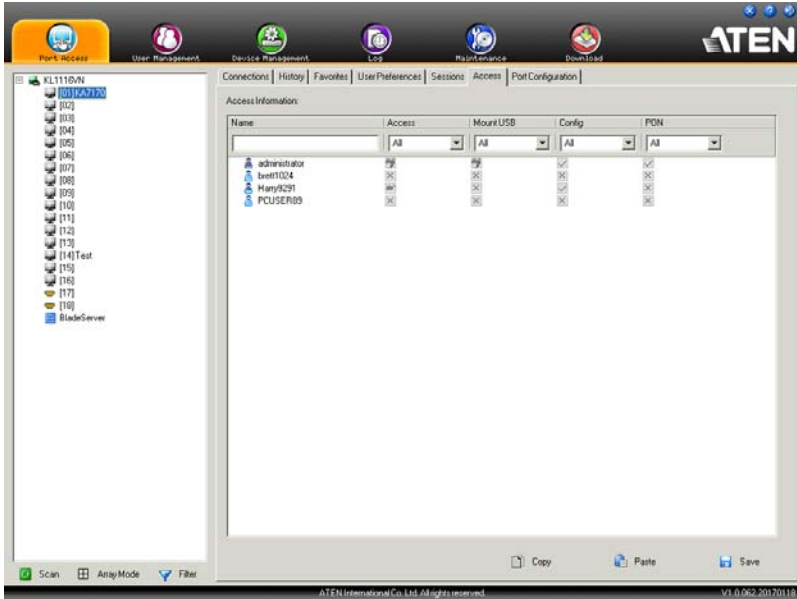 ATEN
Port Access User Management Device Management Log Maintenance Download
KL1116VN
[01]KA7170
[02]
[03]
[04]
[05]
[06]
[07]
[08]
[09]
[10]
[11]
[12]
[13]
[14]Test
[15]
[16]
[17]
[18]
BladeServer
Scan Array Mode Filter
Connections History Favorites User Preferences Sessions Access Port Configuration
Access Information:
Name Access Mount USB Config PON
All All All All
administrator
brett1024
Harry9291
PCUSER89
Copy Paste Save
ATEN International Co. Ltd. All rights reserved. V1.0.062.20170118